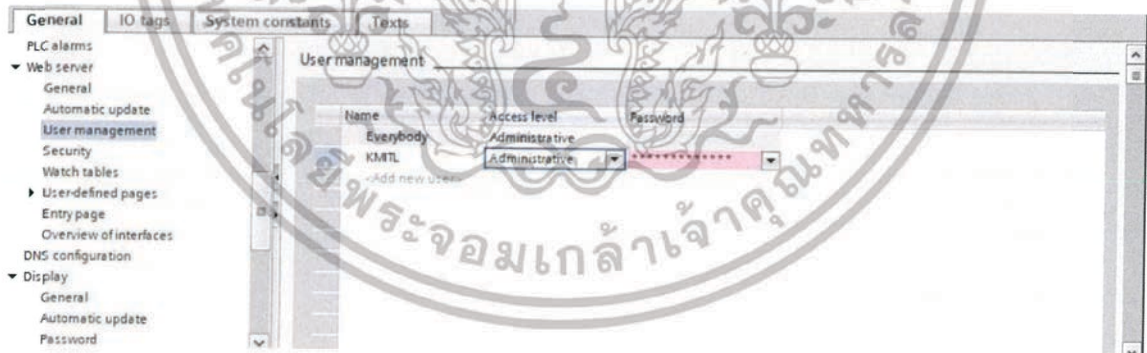 General IO tags System constants Texts
PLC alarms
Web server
General
Automatic update
User management
Security
Watch tables
User-defined pages
Entry page
Overview of interfaces
DNS configuration
Display
General
Automatic update
Password
User management
Name Access level Password
Everybody Administrative
KMITL Administrative *************
<Add new user>
พระจอมเกล้าเจ้าคุณทหาร